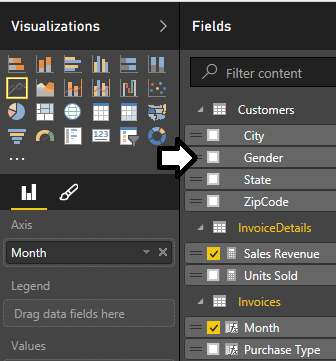 Visualizations
Fields
Filter content
Customers
City
Gender
State
ZipCode
InvoiceDetails
Sales Revenue
Units Sold
Invoices
Month
Purchase Type
Axis
Month
Legend
Drag data fields here
Values